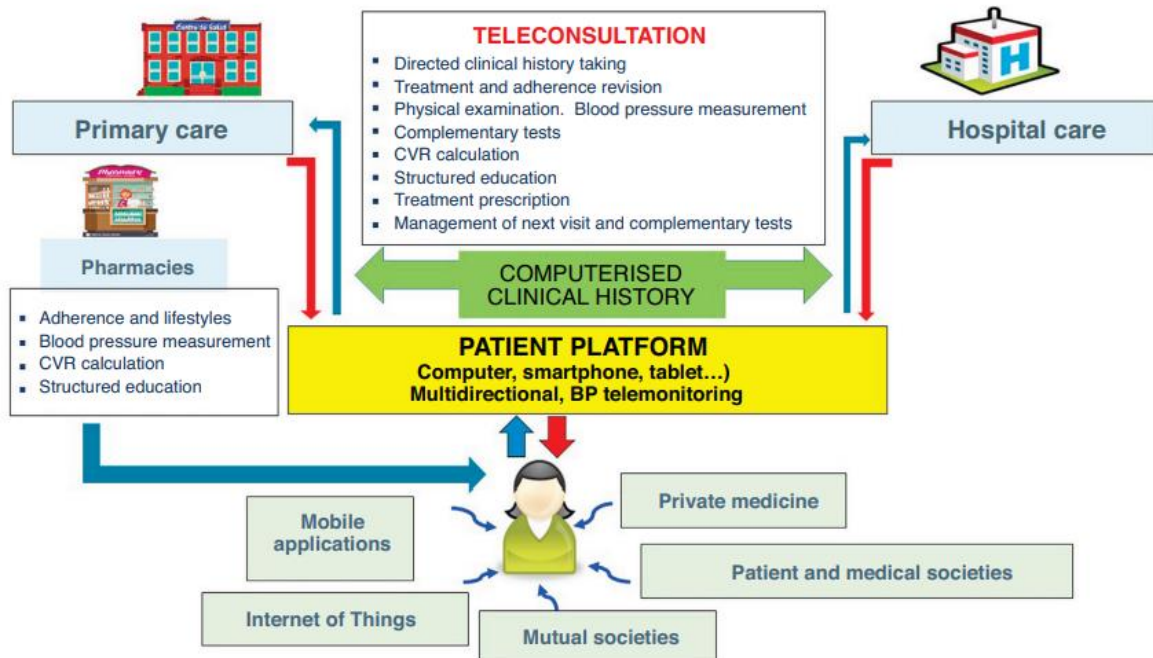 Centro de Salud
TELECONSULTATION
▪ Directed clinical history taking
▪ Treatment and adherence revision
▪ Physical examination.  Blood pressure measurement
▪ Complementary tests
▪ CVR calculation
▪ Structured education
▪ Treatment prescription
▪ Management of next visit and complementary tests
H
Primary care
Hospital care
Pharmacies
▪ Adherence and lifestyles
▪ Blood pressure measurement
▪ CVR calculation
▪ Structured education
COMPUTERISED
CLINICAL HISTORY
PATIENT PLATFORM
Computer, smartphone, tablet…)
Multidirectional, BP telemonitoring
Mobile
applications
Private medicine
Patient and medical societies
Internet of Things
Mutual societies